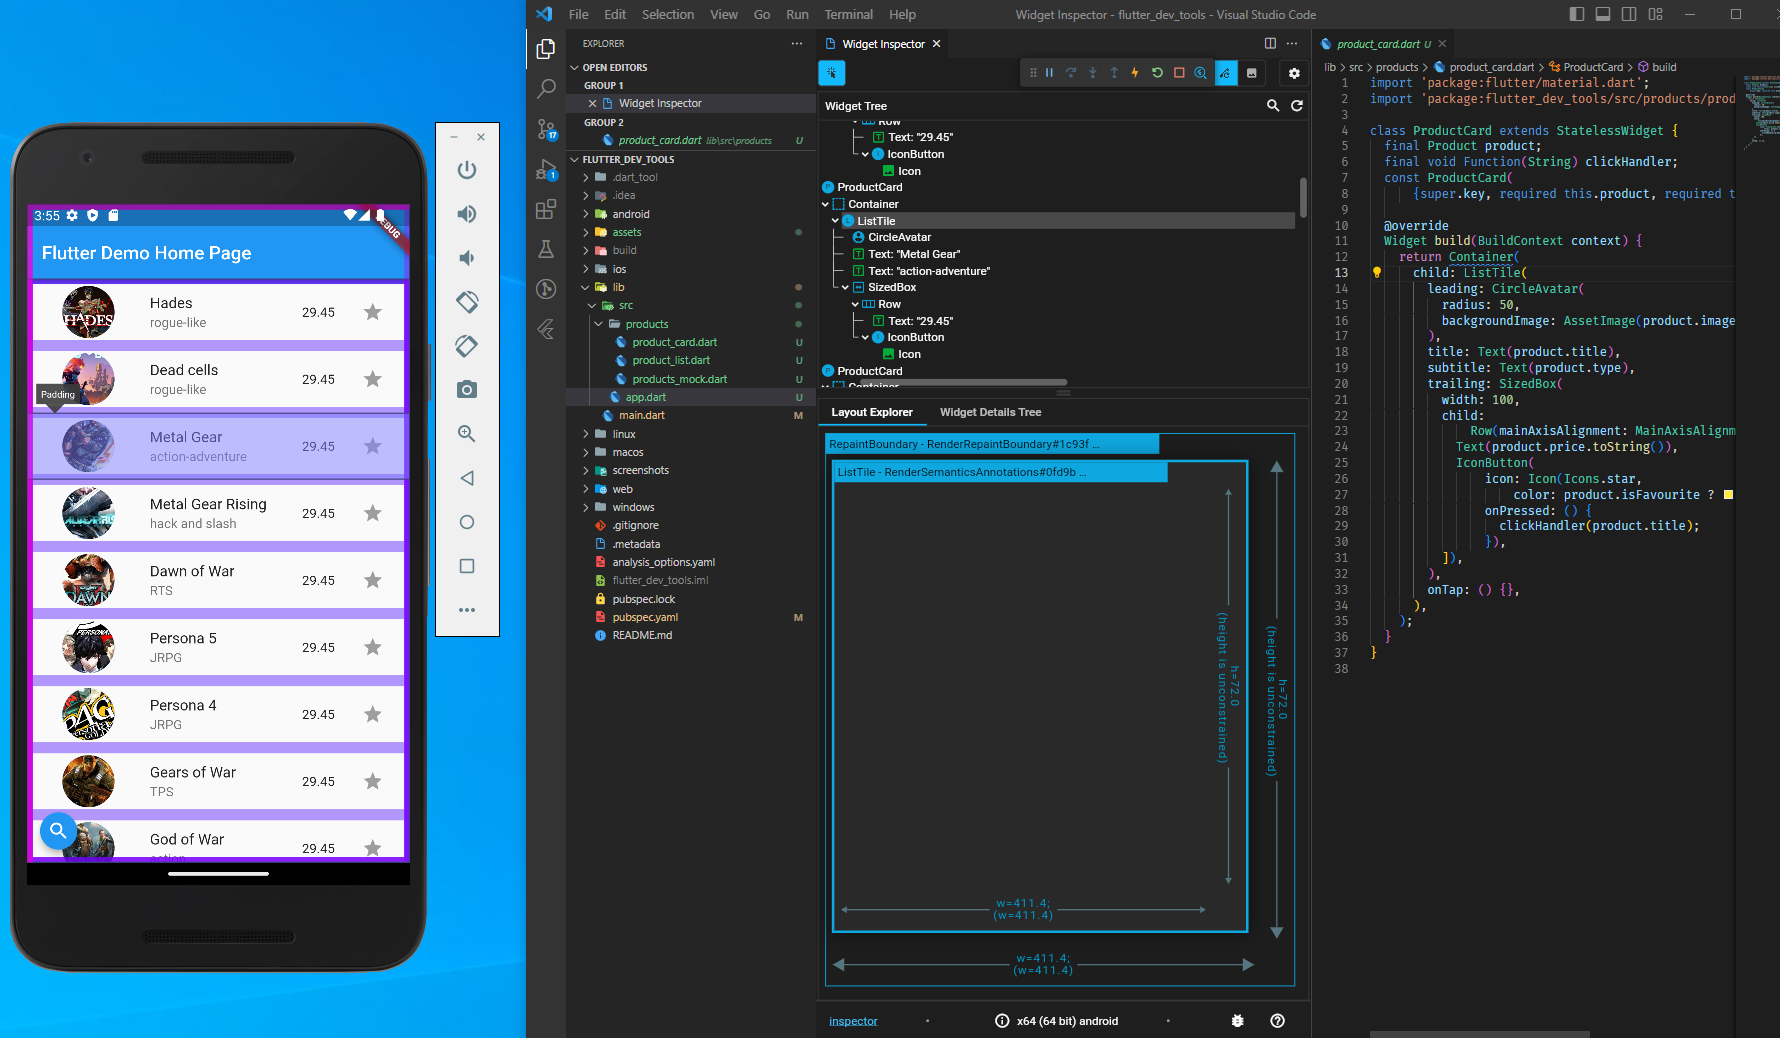 File Edit Selection View Go Run Terminal Help
Widget Inspector - flutter_dev_tools - Visual Studio Code
3:55
DEBUG
Flutter Demo Home Page
HADES
Hades
rogue-like
29.45
Dead cells
rogue-like
29.45
Padding
Metal Gear
action-adventure
Metal Gear Rising
hack and slash
29.45
DAWN
Dawn of War
RTS
29.45
PERSONA
Persona 5
JRPG
29.45
Persona 4
JRPG
29.45
Gears of War
TPS
29.45
God of War
action
29.45
EXPLORER
OPEN EDITORS
GROUP 1
Widget Inspector
GROUP 2
product_card.dart lib\src\products U
FLUTTER_DEV_TOOLS
.dart_tool
.idea
android
assets
build
ios
lib
src
products
product_card.dart U
product_list.dart U
products_mock.dart U
app.dart U
main.dart M
linux
macos
screenshots
web
windows
.gitignore
.metadata
analysis_options.yaml
flutter_dev_tools.iml
pubspec.lock
pubspec.yaml M
README.md
17
1
Widget Inspector
Widget Tree
Row
Text: "29.45"
IconButton
Icon
ProductCard
Container
ListTile
CircleAvatar
Text: "Metal Gear"
Text: "action-adventure"
SizedBox
Row
Text: "29.45"
IconButton
Icon
ProductCard
Container
Layout Explorer Widget Details Tree
RepaintBoundary - RenderRepaintBoundary#1c93f ...
ListTile - RenderSemanticsAnnotations#0fd9b ...
h=72.0
(height is unconstrained)
h=72.0
(height is unconstrained)
w=411.4;
(w=411.4)
w=411.4;
(w=411.4)
inspector • x64 (64 bit) android •
product_card.dart U
lib > src > products > product_card.dart > ProductCard > build
1 import 'package:flutter/material.dart';
2 import 'package:flutter_dev_tools/src/products/prod
3
4 class ProductCard extends StatelessWidget {
5 final Product product;
6 final void Function(String) clickHandler;
7 const ProductCard(
8 {super.key, required this.product, required t
9
10 @override
11 Widget build(BuildContext context) {
12 return Container(
13 child: ListTile(
14 leading: CircleAvatar(
15 radius: 50,
16 backgroundImage: AssetImage(product.image
17 ),
18 title: Text(product.title),
19 subtitle: Text(product.type),
20 trailing: SizedBox(
21 width: 100,
22 child:
23 Row(mainAxisAlignment: MainAxisAlignm
24 Text(product.price.toString()),
25 IconButton(
26 icon: Icon(Icons.star,
27 color: product.isFavourite ?
28 onPressed: () {
29 clickHandler(product.title);
30 }),
31 ]),
32 ),
33 onTap: () {},
34 ),
35 );
36 }
37 }
38